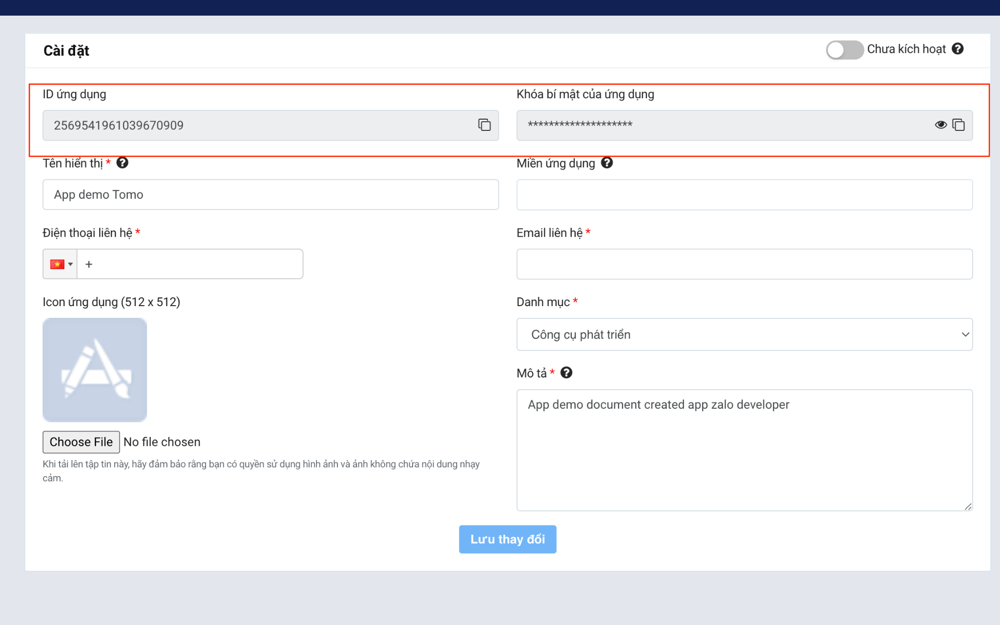 Cài đặt
Chưa kích hoạt
ID ứng dụng
Khóa bí mật của ứng dụng
2569541961039670909
********************
Tên hiển thị *
Miền ứng dụng
App demo Tomo
Điện thoại liên hệ *
Email liên hệ *
+
Icon ứng dụng (512 x 512)
Danh mục *
Công cụ phát triển
Mô tả *
App demo document created app zalo developer
Choose File No file chosen
Khi tải lên tập tin này, hãy đảm bảo rằng bạn có quyền sử dụng hình ảnh và ảnh không chứa nội dung nhạy
cảm.
Lưu thay đổi